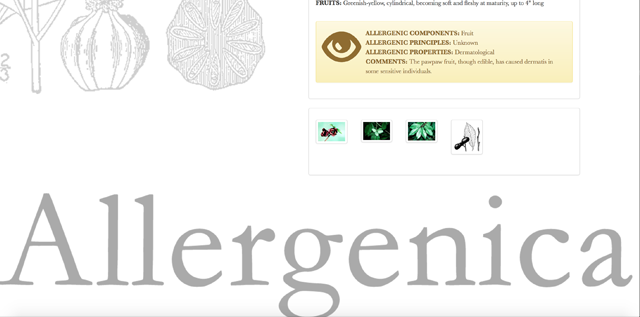 FRUITS: Greenish-yellow, cylindrical, becoming soft and fleshy at maturity, up to 4" long
ALLERGENIC COMPONENTS: Fruit
ALLERGENIC PRINCIPLES: Unknown
ALLERGENIC PROPERTIES: Dermatological
COMMENTS: The pawpaw fruit, though edible, has caused dermatis in
some sensitive individuals.
Allergenica